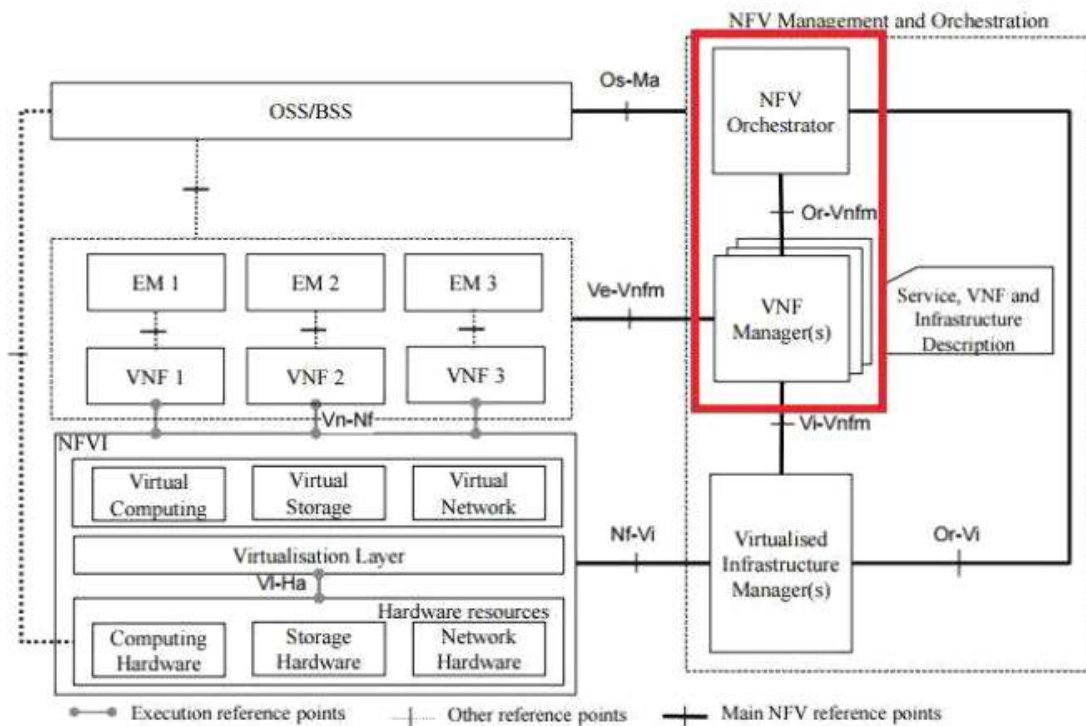 NFV Management and Orchestration
Os-Ma
OSS/BSS
NFV
Orchestrator
Or-Vnfm
EM 1
EM 2
EM 3
Ve-Vnfm
VNF
Manager(s)
Service, VNF and
Infrastructure
Description
VNF 1
VNF 2
VNF 3
Vn-Nf
Vi-Vnfm
NFVI
Virtual
Computing
Virtual
Storage
Virtual
Network
Nf-Vi
Virtualised
Infrastructure
Manager(s)
Or-Vi
Virtualisation Layer
Vl-Ha
Hardware resources
Computing
Hardware
Storage
Hardware
Network
Hardware
Execution reference points
Other reference points
Main NFV reference points